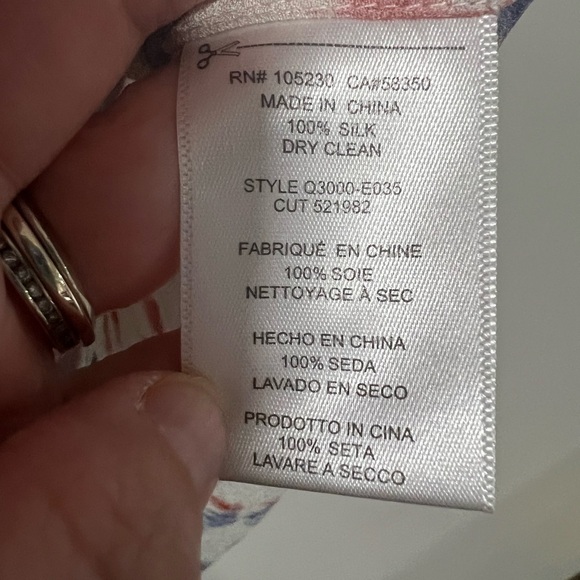 RN# 105230 CA#58350
MADE IN CHINA
100% SILK
DRY CLEAN
STYLE Q3000-E035
CUT 521982
FABRIQUÉ EN CHINE
100% SOIE
NETTOYAGE À SEC
HECHO EN CHINA
100% SEDA
LAVADO EN SECO
PRODOTTO IN CINA
100% SETA
LAVARE A SECCO